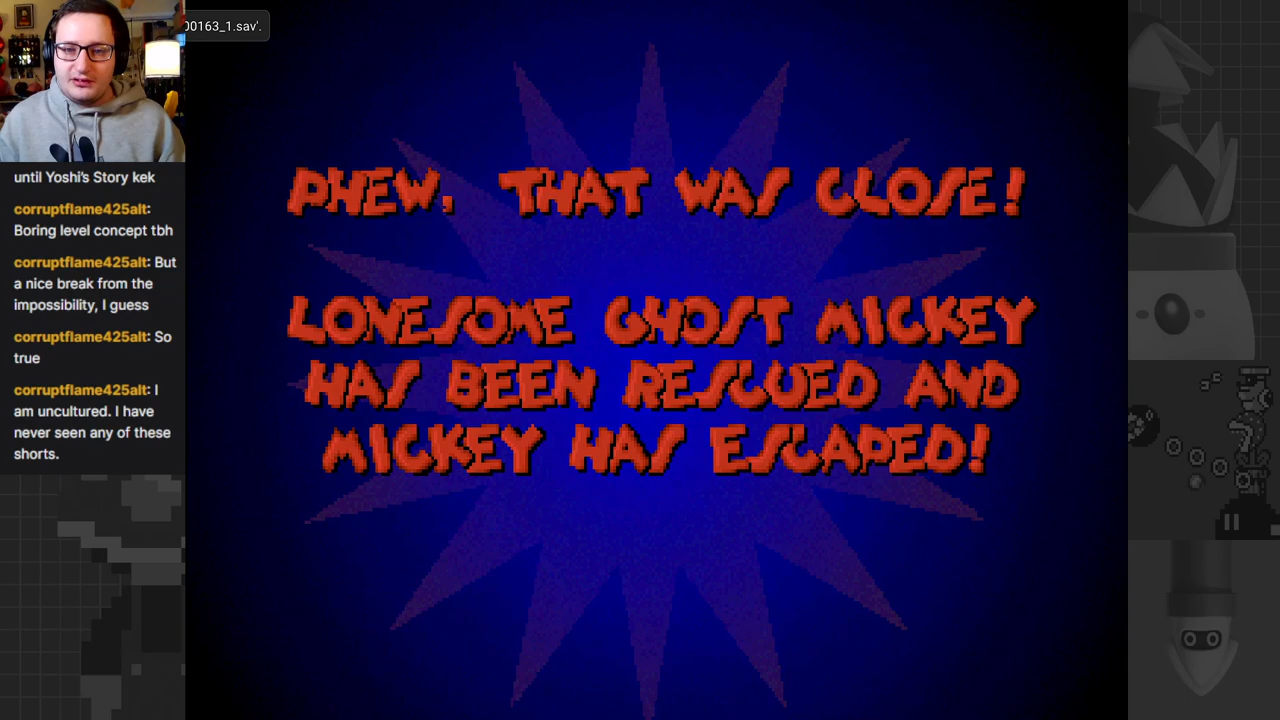 00163_1.sav'.
until Yoshi's Story kek
corruptflame425alt:
Boring level concept tbh
corruptflame425alt: But
a nice break from the
impossibility, I guess
corruptflame425alt: So
true
corruptflame425alt: I
am uncultured. I have
never seen any of these
shorts.
PHEW, THAT WAS CLOSE!
LONESOME GHOST MICKEY
HAS BEEN RESCUED AND
MICKEY HAS ESCAPED!